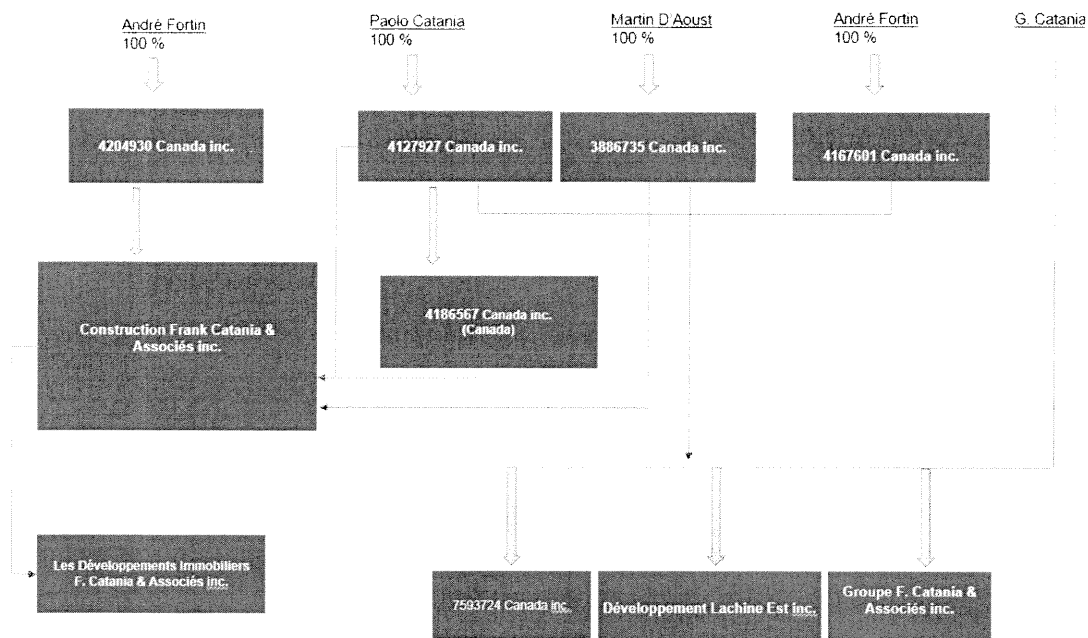 André Fortin
100 %
Paolo Catania
100 %
Martin D'Aoust
100 %
André Fortin
100 %
G. Catania
4204930 Canada inc.
4127927 Canada inc.
3886735 Canada inc.
4167601 Canada inc.
Construction Frank Catania &
Associés inc.
4186567 Canada inc.
(Canada)
Les Développements Immobiliers
F. Catania & Associés inc.
7593724 Canada inc.
Développement Lachine Est inc.
Groupe F. Catania &
Associés inc.